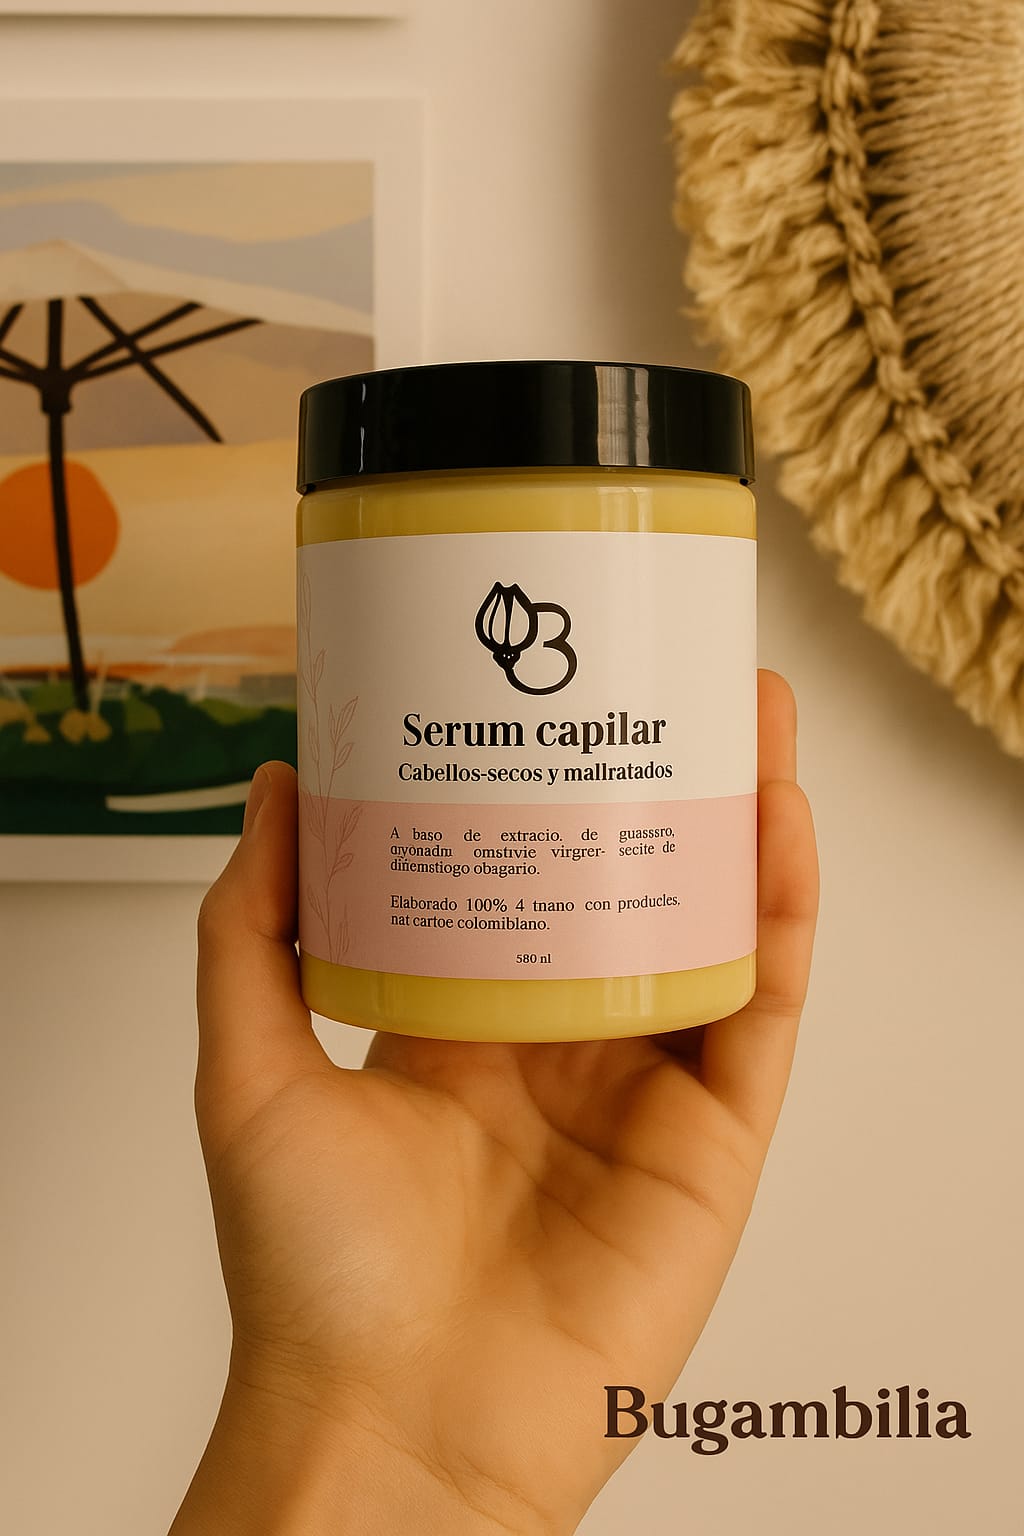 B
Serum capilar
Cabellos-secos y mallratados
A baso de extracio. de guasssro,
omstivie virgrer- secite de
obagario.
Elaborado 100% 4 tnano con producles.
nat cartoe colomiblano.
580 nl
Bugambilia